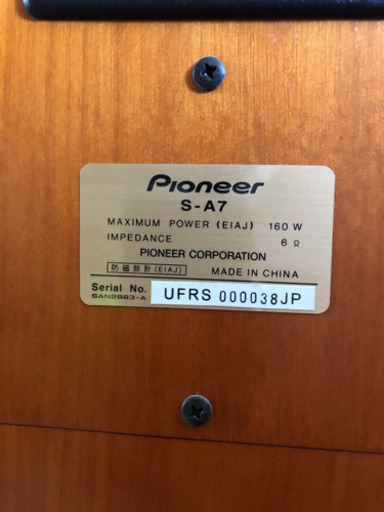 Pioneer
S-A7
MAXIMUM POWER (EIAJ) 160 W
IMPEDANCE 6 Ω
PIONEER CORPORATION
防磁設計(EIAJ) MADE IN CHINA
Serial No. UFRS 000038JP
SAN2883-A